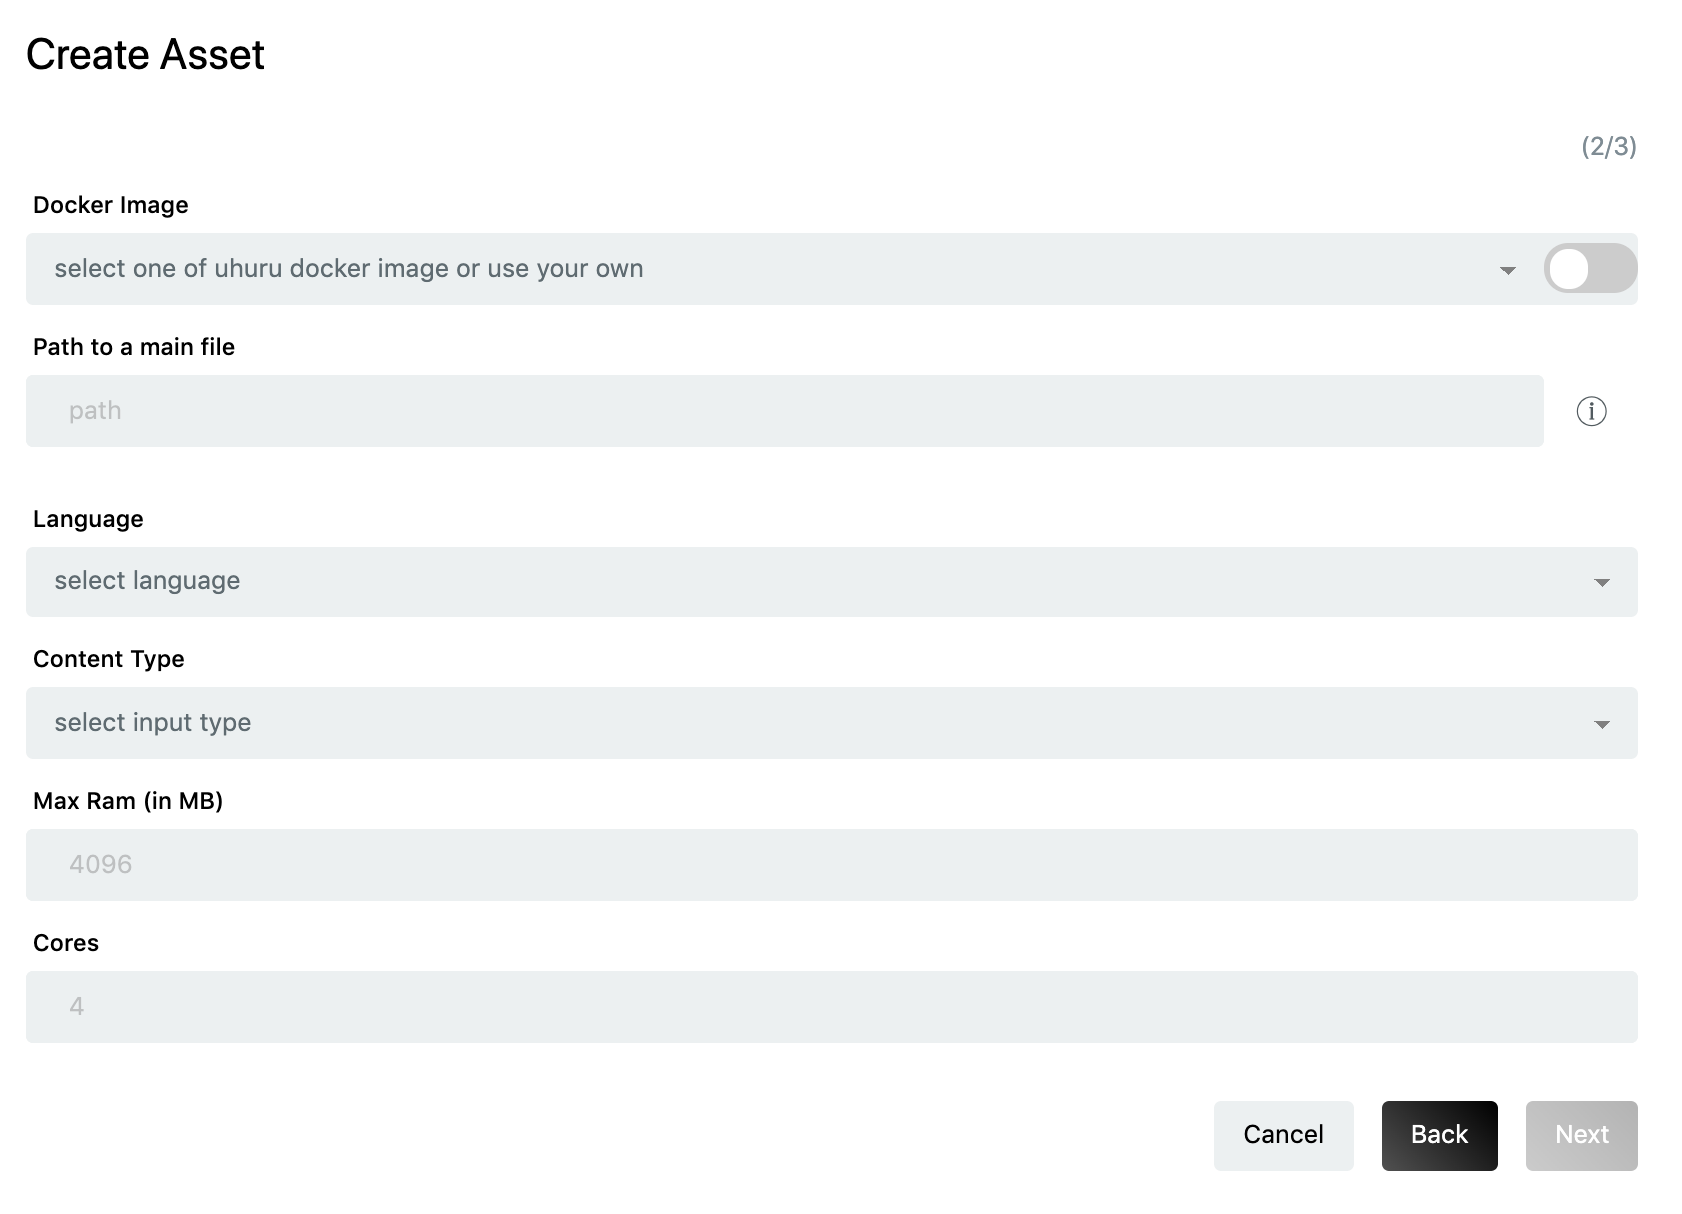 Create Asset
(2/3)
Docker Image
select one of uhuru docker image or use your own
Path to a main file
path
Language
select language
Content Type
select input type
Max Ram (in MB)
4096
Cores
4
Cancel Back Next